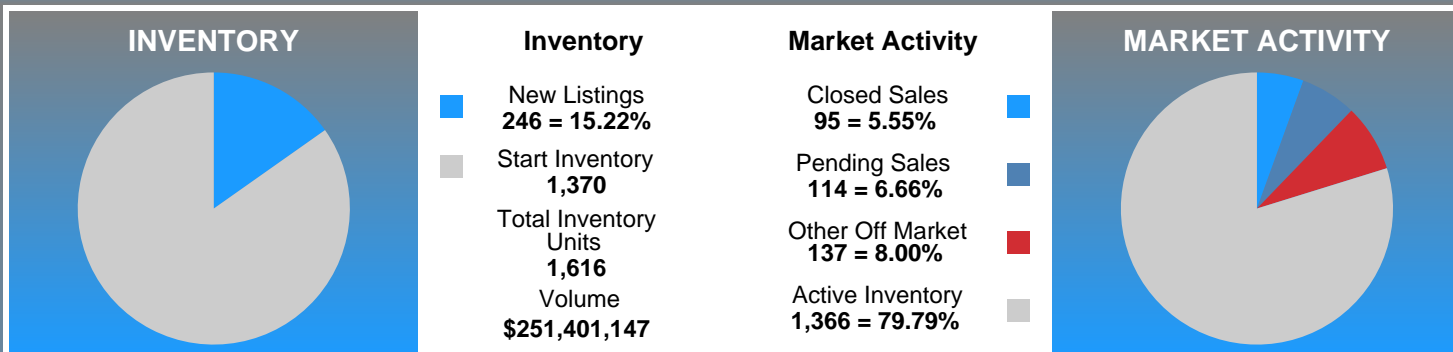 INVENTORY
Inventory
New Listings
246 = 15.22%
Start Inventory
1,370
Total Inventory
Units
1,616
Volume
$251,401,147
Market Activity
Closed Sales
95 = 5.55%
Pending Sales
114 = 6.66%
Other Off Market
137 = 8.00%
Active Inventory
1,366 = 79.79%
MARKET ACTIVITY